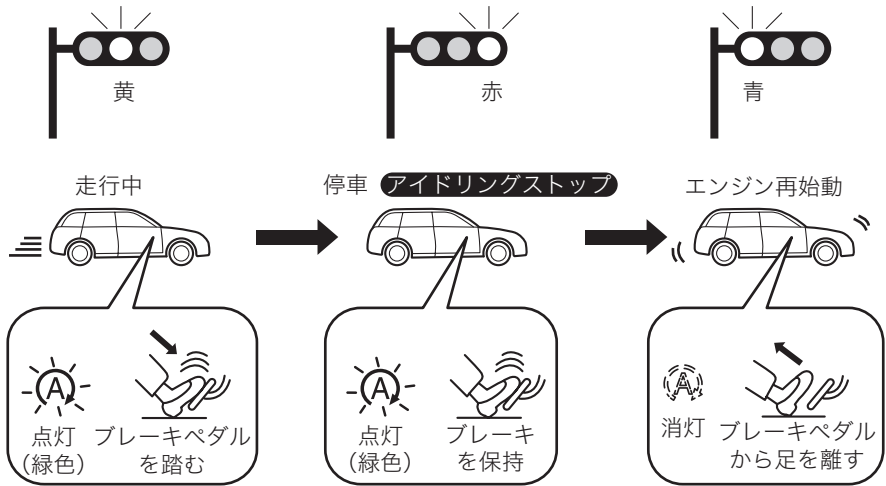 黄
赤
青
走行中
停車 アイドリングストップ
エンジン再始動
A
点灯
(緑色)
ブレーキペダル
を踏む
A
点灯
(緑色)
ブレーキ
を保持
A
消灯
ブレーキペダル
から足を離す